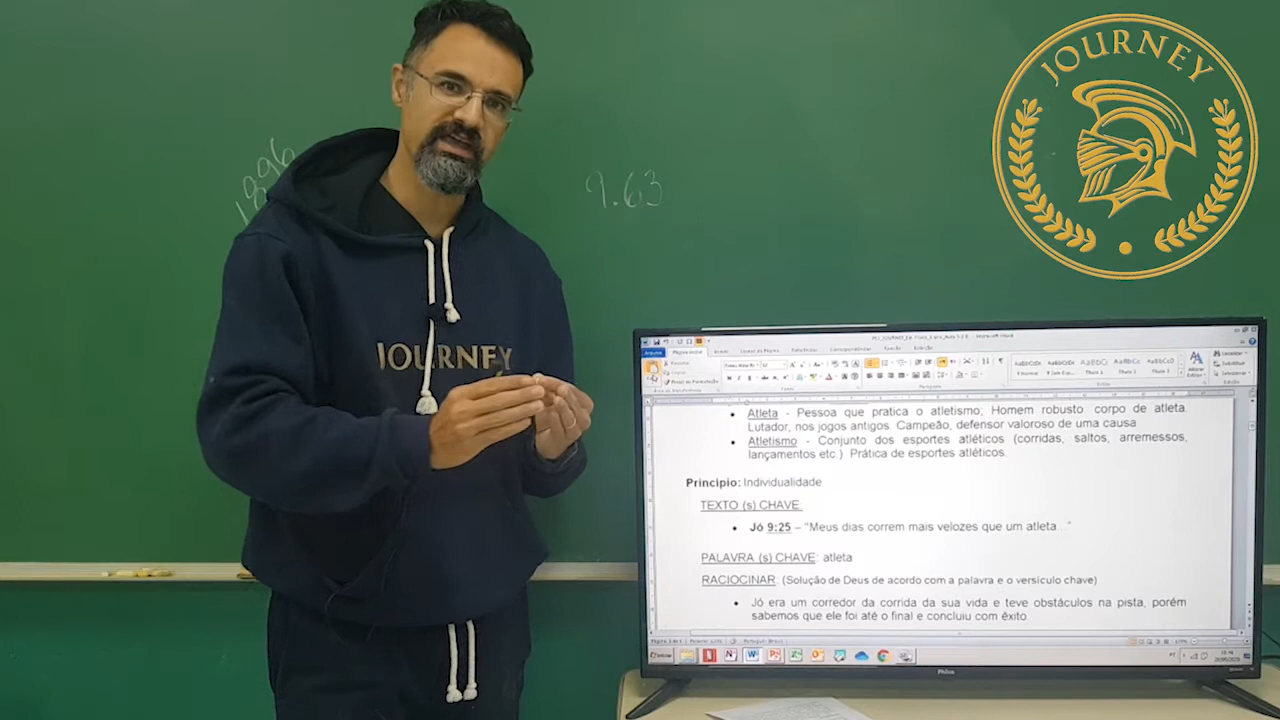 JOURNEY
1896
9.63
JOURNEY
Atleta - Pessoa que pratica o atletismo; Homem robusto corpo de atleta.
Lutador, nos jogos antigos. Campeão, defensor valoroso de uma causa
Atletismo - Conjunto dos esportes atléticos (corridas, saltos, arremessos,
lançamentos etc.) Prática de esportes atléticos.
Princípio: Individualidade
TEXTO (s) CHAVE:
Jó 9:25 – "Meus dias correm mais velozes que um atleta..."
PALAVRA (s) CHAVE: atleta
RACIOCINAR: (Solução de Deus de acordo com a palavra e o versículo chave)
Jó era um corredor da corrida da sua vida e teve obstáculos na pista, porém
sabemos que ele foi até o final e concluiu com êxito
PT
Philco